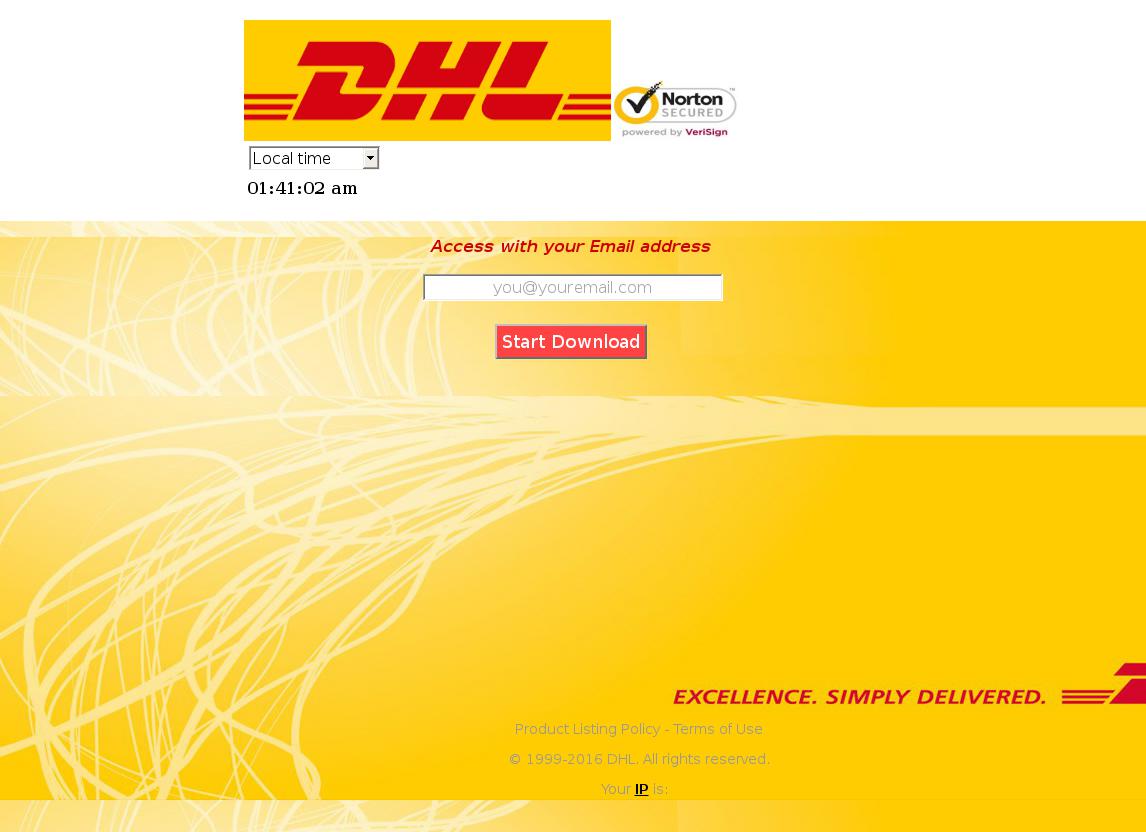 DHL
Norton
SECURED
powered by VeriSign
Local time
01:41:02 am
Access with your Email address
you@youremail.com
Start Download
EXCELLENCE. SIMPLY DELIVERED.
Product Listing Policy - Terms of Use
© 1999-2016 DHL. All rights reserved.
Your IP is: